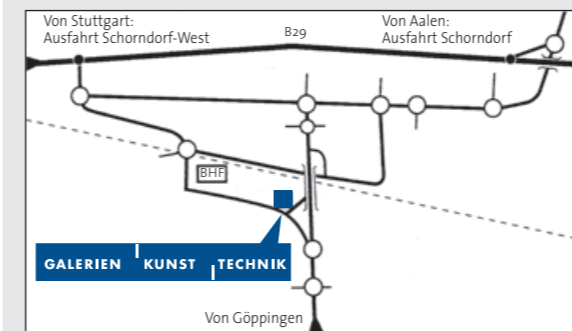 Von Stuttgart:
Ausfahrt Schorndorf-West
B29
Von Aalen:
Ausfahrt Schorndorf
BHF
GALERIEN KUNST TECHNIK
Von Göppingen